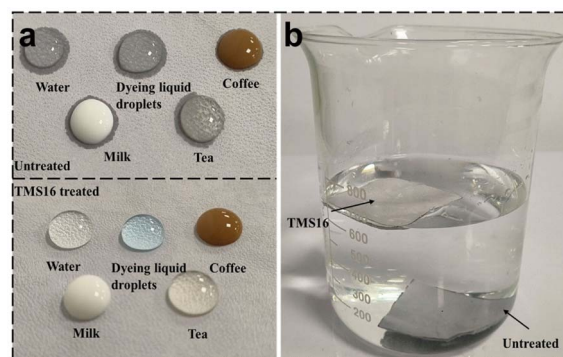 a
Water
Dyeing liquid
droplets
Coffee
Milk
Tea
Untreated
TMS16 treated
Water
Dyeing liquid
droplets
Coffee
Milk
Tea
b
800
TMS16
600
400
300
200
Untreated